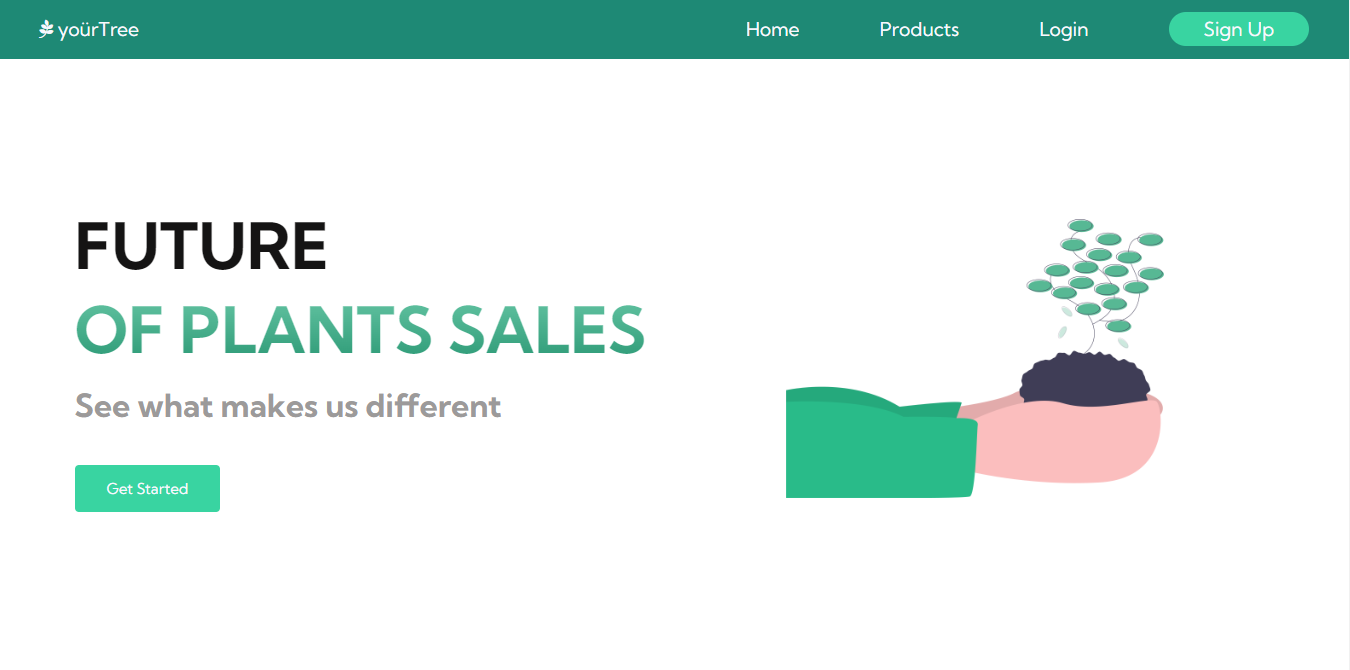 yoürTree
Home
Products
Login
Sign Up
FUTURE
OF PLANTS SALES
See what makes us different
Get Started